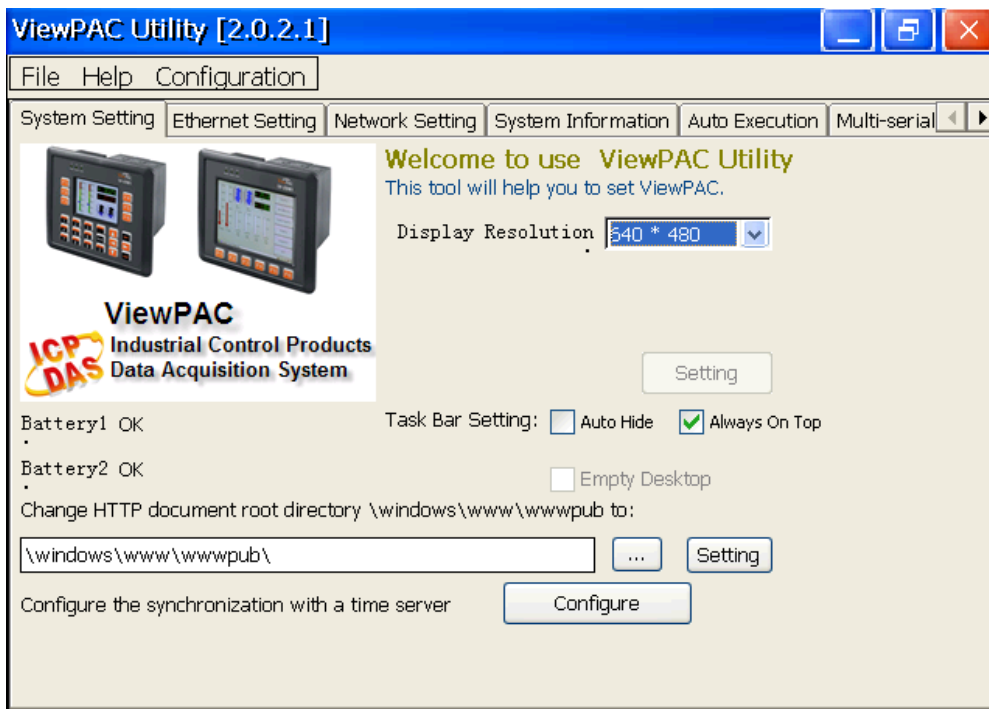 ViewPAC Utility [2.0.2.1]
File Help Configuration
System Setting Ethernet Setting Network Setting System Information Auto Execution Multi-serial
Welcome to use ViewPAC Utility
This tool will help you to set ViewPAC.
Display Resolution 640 * 480
ViewPAC
ICP DAS
Industrial Control Products
Data Acquisition System
Setting
Battery1 OK
Task Bar Setting: Auto Hide Always On Top
Battery2 OK
Empty Desktop
Change HTTP document root directory \windows\www\wwwpub to:
\windows\www\wwwpub\ ... Setting
Configure the synchronization with a time server Configure